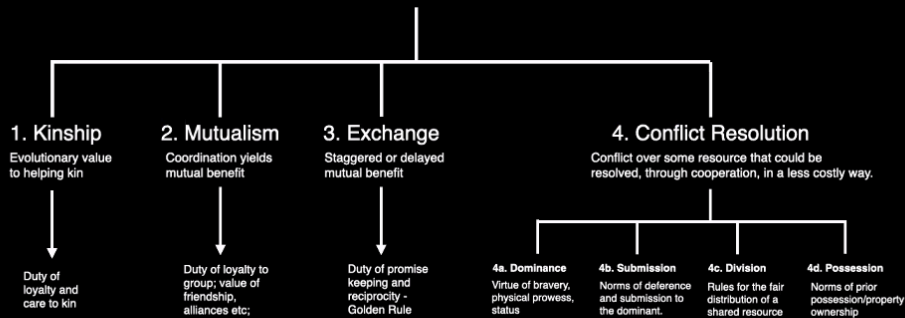 1. Kinship
Evolutionary value
to helping kin
2. Mutualism
Coordination yields
mutual benefit
3. Exchange
Staggered or delayed
mutual benefit
4. Conflict Resolution
Conflict over some resource that could be
resolved, through cooperation, in a less costly way.
Duty of
loyalty and
care to kin
Duty of loyalty to
group; value of
friendship,
alliances etc;
Duty of promise
keeping and
reciprocity -
Golden Rule
4a. Dominance
Virtue of bravery,
physical prowess,
status
4b. Submission
Norms of deference
and submission to
the dominant.
4c. Division
Rules for the fair
distribution of a
shared resource
4d. Possession
Norms of prior
possession/property
ownership